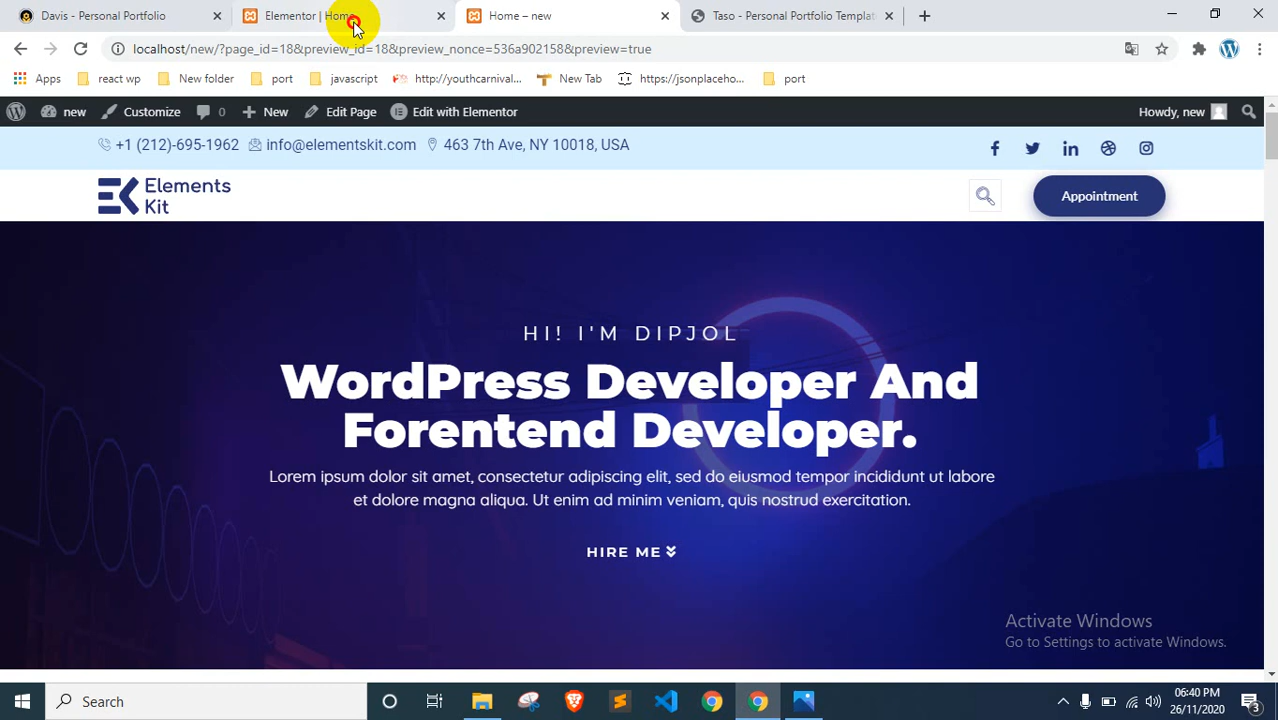 Davis - Personal Portfolio
Elementor | Home
Home – new
Taso - Personal Portfolio Templat
localhost/new/?page_id=18&preview_id=18&preview_nonce=536a902158&preview=true
Apps
react wp
New folder
port
javascript
http://youthcarnival...
New Tab
https://jsonplaceho...
port
new
Customize
0
New
Edit Page
Edit with Elementor
Howdy, new
+1 (212)-695-1962
info@elementskit.com
463 7th Ave, NY 10018, USA
Elements
Kit
Appointment
HI! I'M DIPJOL
WordPress Developer And
Forentend Developer.
Lorem ipsum dolor sit amet, consectetur adipiscing elit, sed do eiusmod tempor incididunt ut labore
et dolore magna aliqua. Ut enim ad minim veniam, quis nostrud exercitation.
HIRE ME
Activate Windows
Go to Settings to activate Windows.
Search
06:40 PM
26/11/2020
3